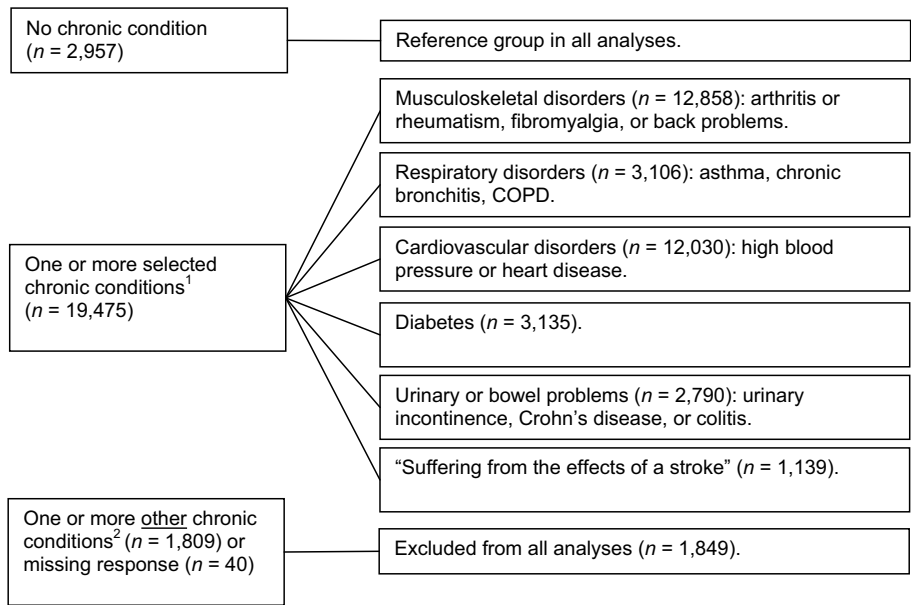 No chronic condition
(n = 2,957)
Reference group in all analyses.
One or more selected
chronic conditions1
(n = 19,475)
Musculoskeletal disorders (n = 12,858): arthritis or
rheumatism, fibromyalgia, or back problems.
Respiratory disorders (n = 3,106): asthma, chronic
bronchitis, COPD.
Cardiovascular disorders (n = 12,030): high blood
pressure or heart disease.
Diabetes (n = 3,135).
Urinary or bowel problems (n = 2,790): urinary
incontinence, Crohn’s disease, or colitis.
“Suffering from the effects of a stroke” (n = 1,139).
One or more other chronic
conditions2 (n = 1,809) or
missing response (n = 40)
Excluded from all analyses (n = 1,849).